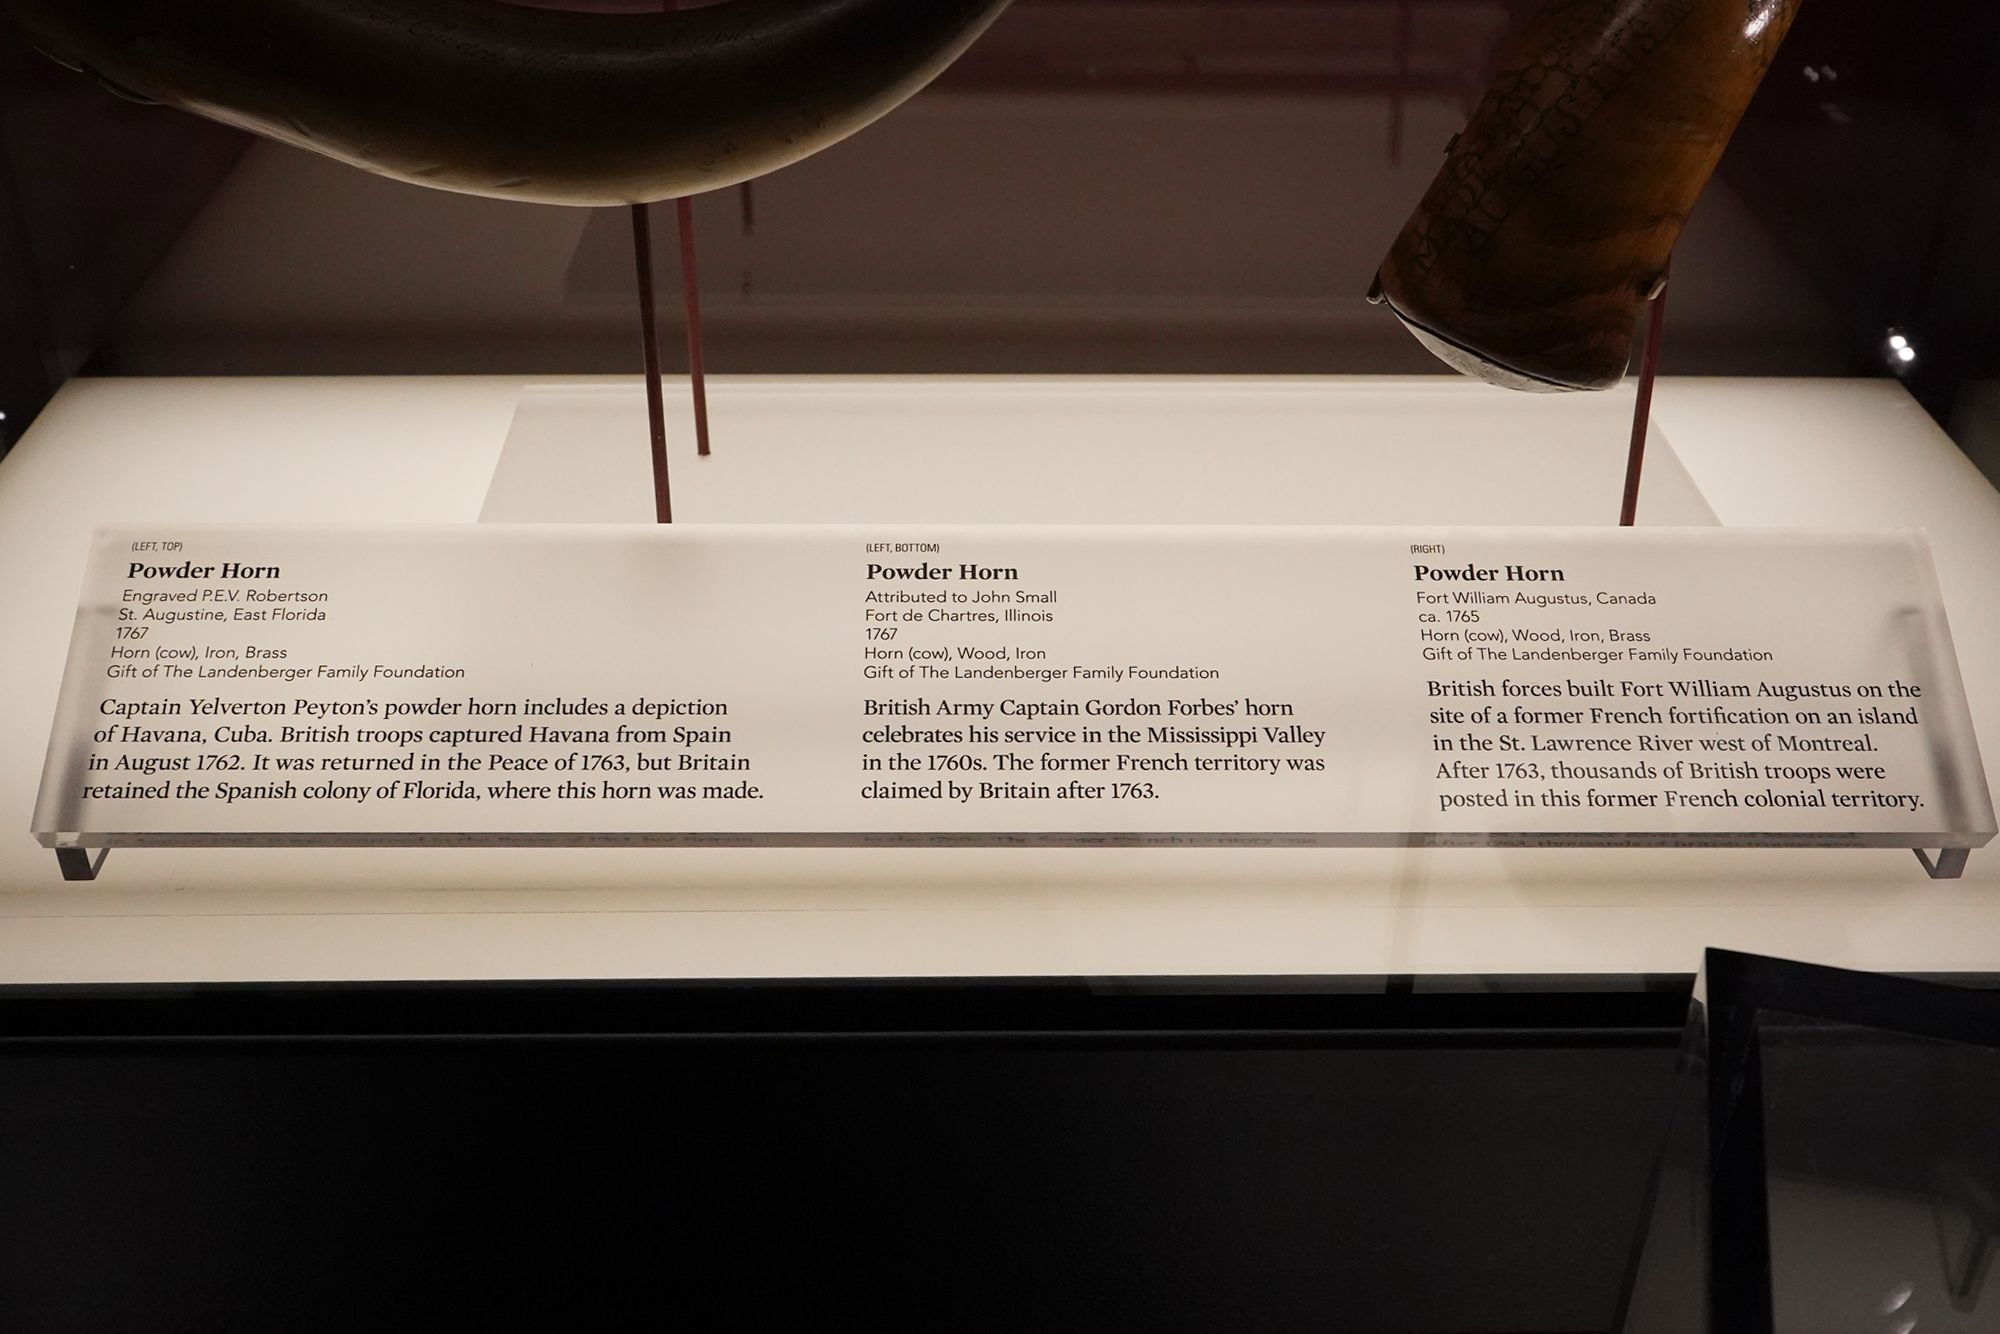 AUGUSTUS
(LEFT, TOP)
Powder Horn
Engraved P.E.V. Robertson
St. Augustine, East Florida
1767
Horn (cow), Iron, Brass
Gift of The Landenberger Family Foundation
Captain Yelverton Peyton's powder horn includes a depiction
of Havana, Cuba. British troops captured Havana from Spain
in August 1762. It was returned in the Peace of 1763, but Britain
retained the Spanish colony of Florida, where this horn was made.
(LEFT, BOTTOM)
Powder Horn
Attributed to John Small
Fort de Chartres, Illinois
1767
Horn (cow), Wood, Iron
Gift of The Landenberger Family Foundation
British Army Captain Gordon Forbes' horn
celebrates his service in the Mississippi Valley
in the 1760s. The former French territory was
claimed by Britain after 1763.
(RIGHT)
Powder Horn
Fort William Augustus, Canada
ca. 1765
Horn (cow), Wood, Iron, Brass
Gift of The Landenberger Family Foundation
British forces built Fort William Augustus on the
site of a former French fortification on an island
in the St. Lawrence River west of Montreal.
After 1763, thousands of British troops were
posted in this former French colonial territory.